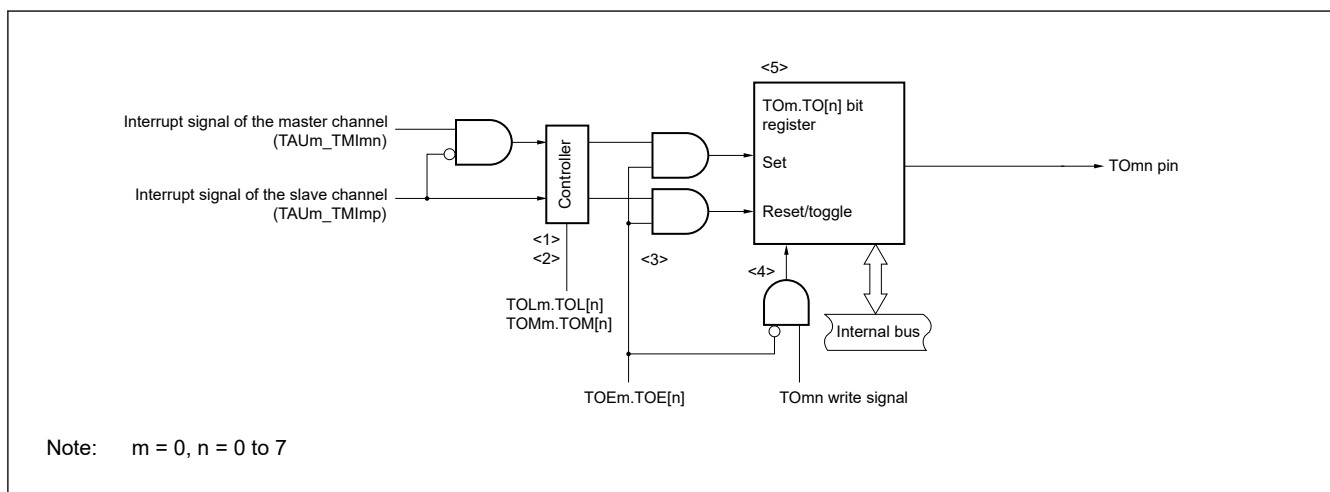 <5>
TOm.TO[n] bit
register
Interrupt signal of the master channel
(TAUm_TMImn)
Set
TOmn pin
Controller
Interrupt signal of the slave channel
(TAUm_TMImp)
Reset/toggle
<1>
<2>
<3>
<4>
TOLm.TOL[n]
TOMm.TOM[n]
Internal bus
TOEm.TOE[n]
TOmn write signal
Note: m = 0, n = 0 to 7